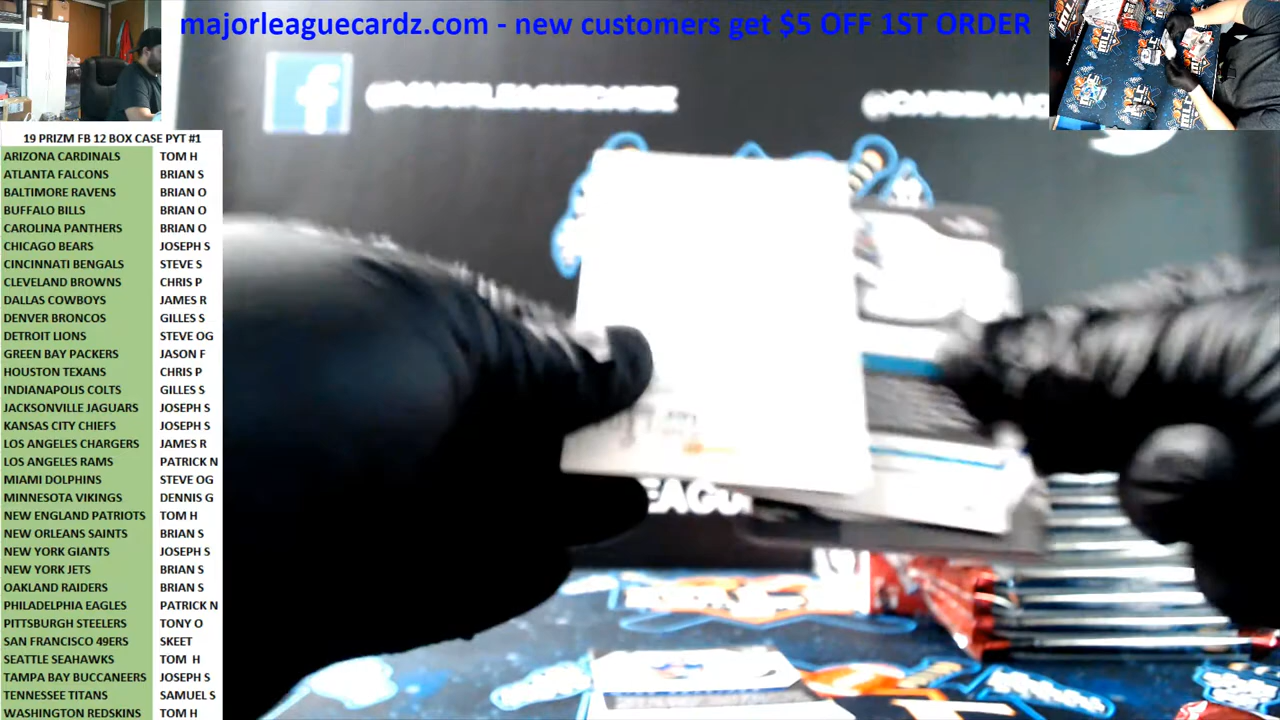 majorleaguecardz.com - new customers get $5 OFF 1ST ORDER
19 PRIZM FB 12 BOX CASE PYT #1
ARIZONA CARDINALS TOM H
ATLANTA FALCONS BRIAN S
BALTIMORE RAVENS BRIAN O
BUFFALO BILLS BRIAN O
CAROLINA PANTHERS BRIAN O
CHICAGO BEARS JOSEPH S
CINCINNATI BENGALS STEVE S
CLEVELAND BROWNS CHRIS P
DALLAS COWBOYS JAMES R
DENVER BRONCOS GILLES S
DETROIT LIONS STEVE OG
GREEN BAY PACKERS JASON F
HOUSTON TEXANS CHRIS P
INDIANAPOLIS COLTS GILLES S
JACKSONVILLE JAGUARS JOSEPH S
KANSAS CITY CHIEFS JOSEPH S
LOS ANGELES CHARGERS JAMES R
LOS ANGELES RAMS PATRICK N
MIAMI DOLPHINS STEVE OG
MINNESOTA VIKINGS DENNIS G
NEW ENGLAND PATRIOTS TOM H
NEW ORLEANS SAINTS BRIAN S
NEW YORK GIANTS JOSEPH S
NEW YORK JETS BRIAN S
OAKLAND RAIDERS BRIAN S
PHILADELPHIA EAGLES PATRICK N
PITTSBURGH STEELERS TONY O
SAN FRANCISCO 49ERS SKEET
SEATTLE SEAHAWKS TOM H
TAMPA BAY BUCCANEERS JOSEPH S
TENNESSEE TITANS SAMUEL S
WASHINGTON REDSKINS TOM H
@MAJORLEAGUECARDZ